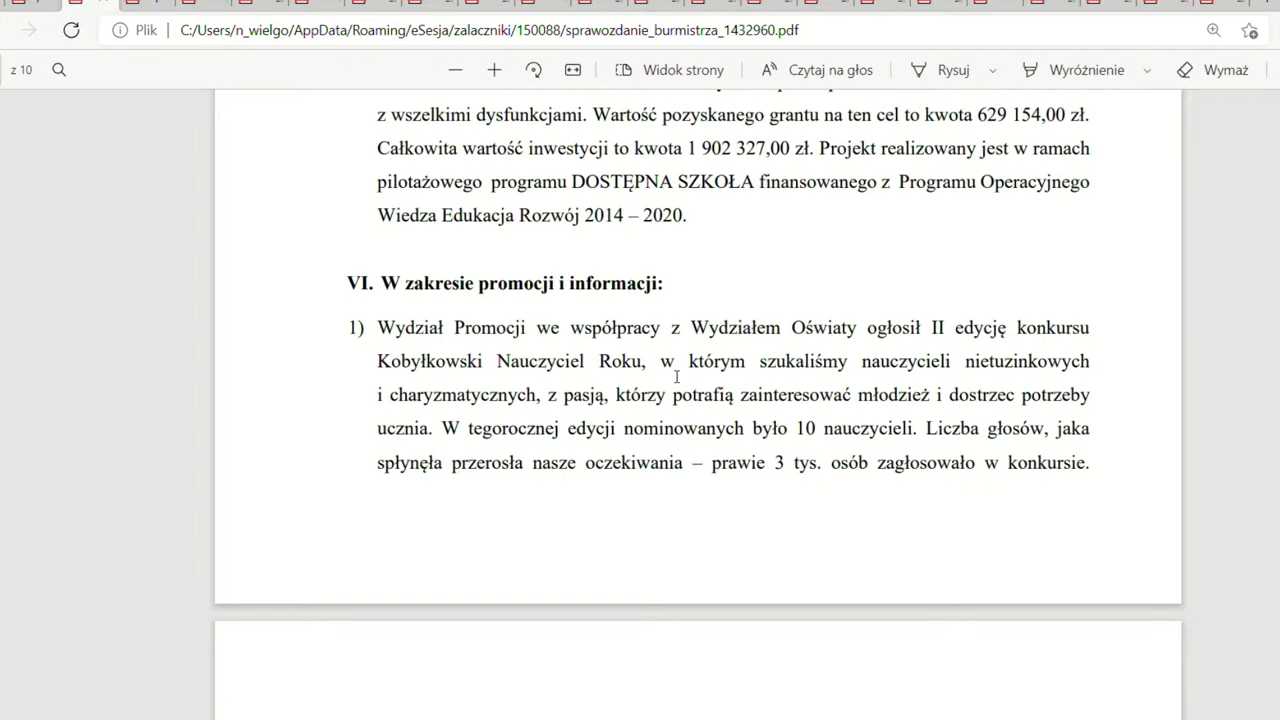 Plik
C:/Users/n_wielgo/AppData/Roaming/eSesja/zalaczniki/150088/sprawozdanie_burmistrza_1432960.pdf
z 10
Widok strony
Czytaj na głos
Rysuj
Wyróżnienie
Wymaż
z wszelkimi dysfunkcjami. Wartość pozyskanego grantu na ten cel to kwota 629 154,00 zł.
Całkowita wartość inwestycji to kwota 1 902 327,00 zł. Projekt realizowany jest w ramach
pilotażowego programu DOSTĘPNA SZKOŁA finansowanego z Programu Operacyjnego
Wiedza Edukacja Rozwój 2014 – 2020.
VI. W zakresie promocji i informacji:
1) Wydział Promocji we współpracy z Wydziałem Oświaty ogłosił II edycję konkursu
Kobyłkowski Nauczyciel Roku, w którym szukaliśmy nauczycieli nietuzinkowych
i charyzmatycznych, z pasją, którzy potrafią zainteresować młodzież i dostrzec potrzeby
ucznia. W tegorocznej edycji nominowanych było 10 nauczycieli. Liczba głosów, jaka
spłynęła przerosła nasze oczekiwania – prawie 3 tys. osób zagłosowało w konkursie.